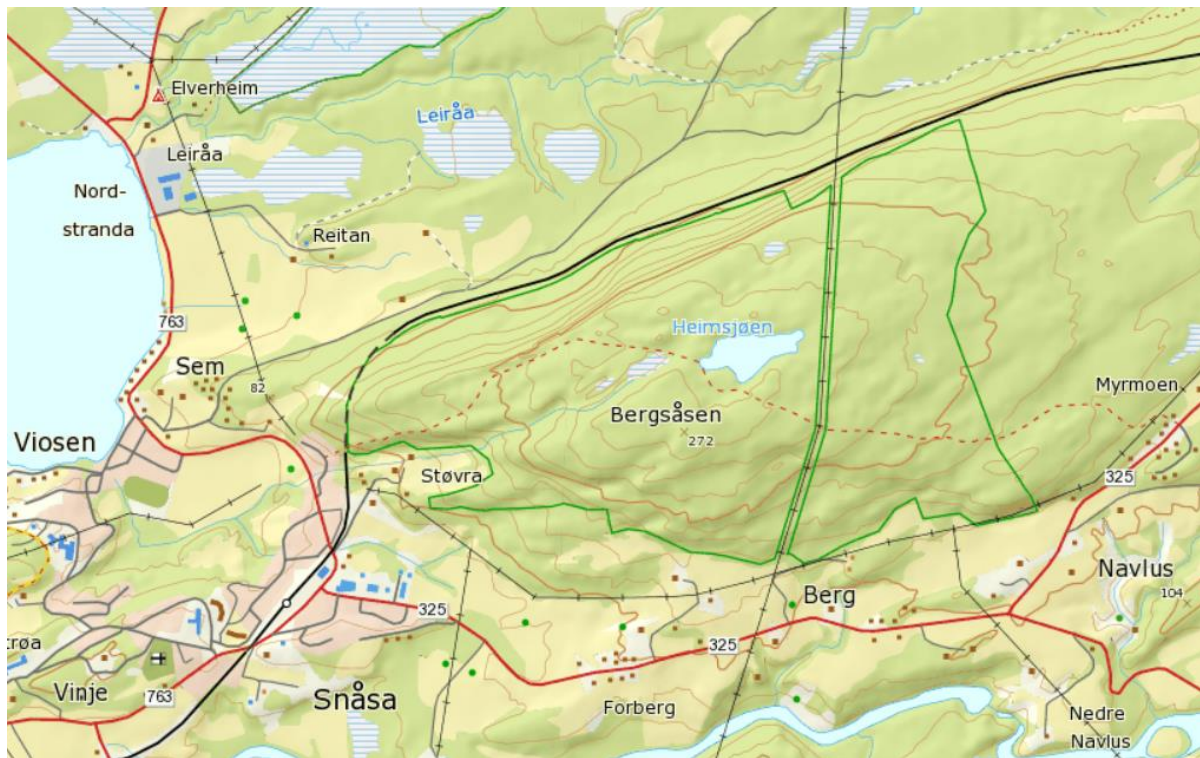 Elverheim
Leiråa
Leiråa
Nord-
stranda
Reitan
763
Heimsjøen
Sem
82
Myrmoen
Bergsåsen
272
Viosen
Støvra
325
Navlus
104
Berg
325
325
trøa
Vinje
763
Snåsa
Forberg
Nedre
Navlus